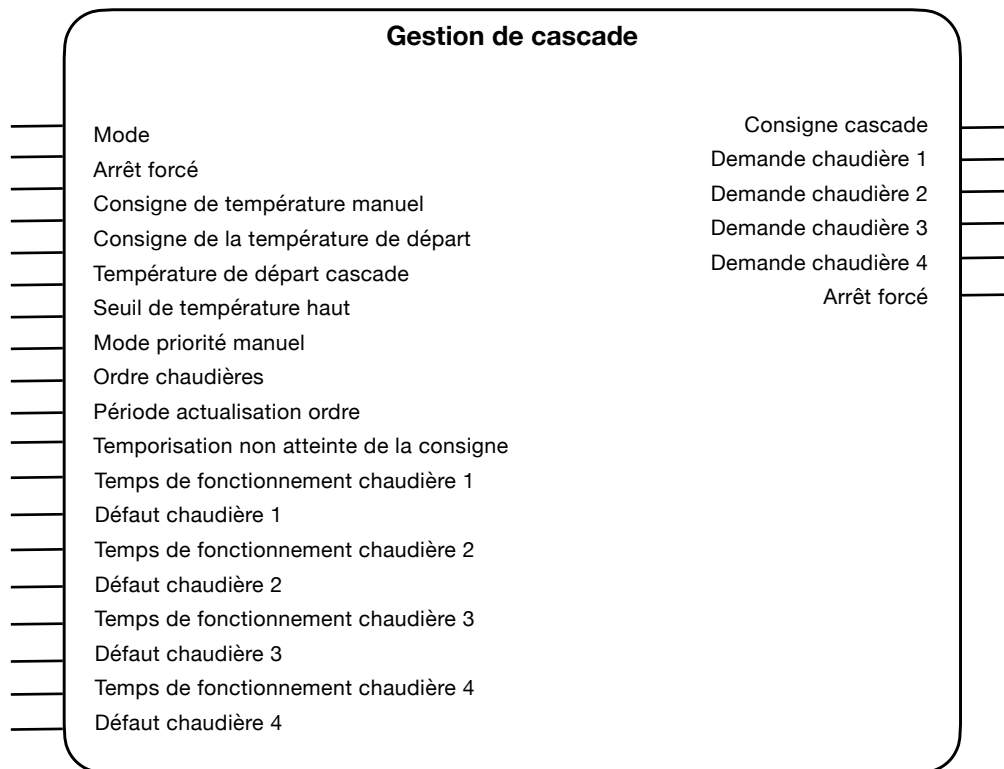 Gestion de cascade
Mode
Arrêt forcé
Consigne de température manuel
Consigne de la température de départ
Température de départ cascade
Seuil de température haut
Mode priorité manuel
Ordre chaudières
Période actualisation ordre
Temporisation non atteinte de la consigne
Temps de fonctionnement chaudière 1
Défaut chaudière 1
Temps de fonctionnement chaudière 2
Défaut chaudière 2
Temps de fonctionnement chaudière 3
Défaut chaudière 3
Temps de fonctionnement chaudière 4
Défaut chaudière 4
Consigne cascade
Demande chaudière 1
Demande chaudière 2
Demande chaudière 3
Demande chaudière 4
Arrêt forcé